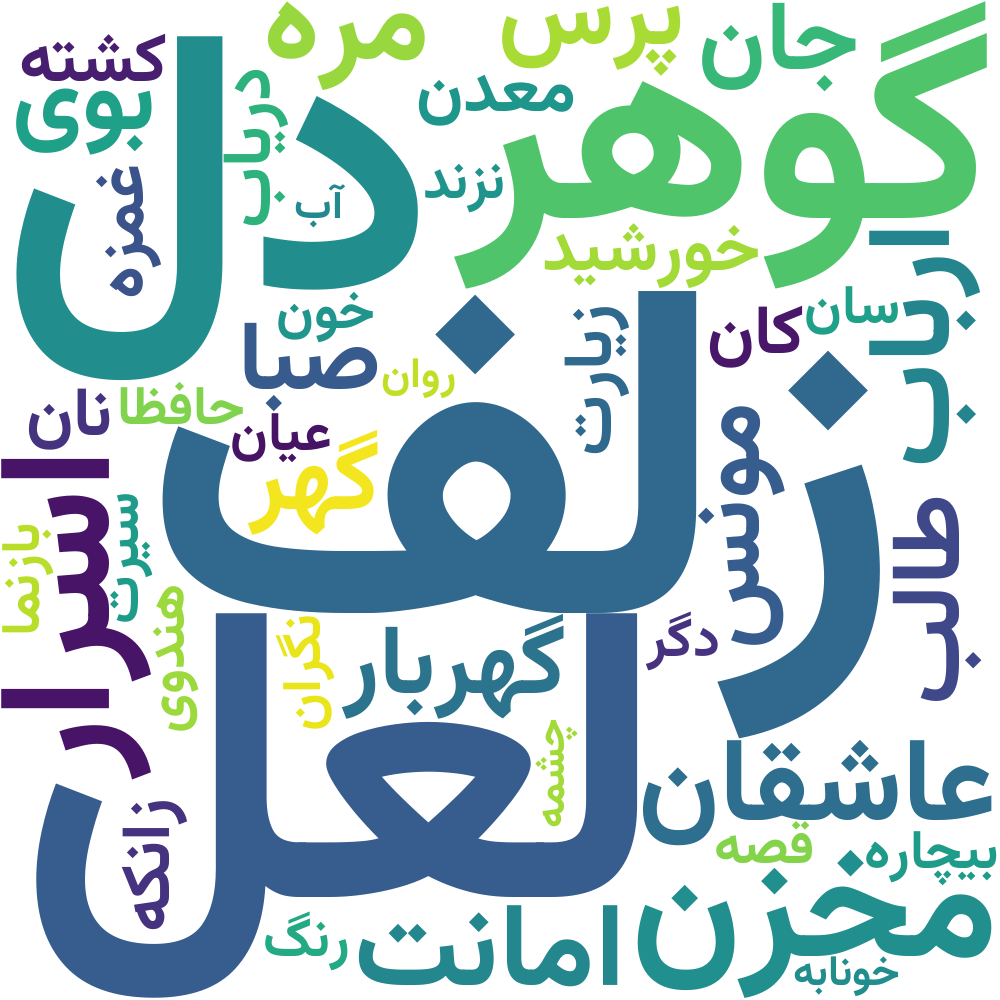 کشته
مره
پرس
جان
گوهر
دل
بوی
دریاب
معدن
غمزه
نزند
آب
خورشید
ارباب
خون
صبا
زیارت
کان
سان
روان
زلف
نان
حافظا
عیان
گهر
مونس
اسرار
سیرت
بازنما
طالب
هندوی
نگران
گهربار
دگر
لعل
چشمه
عاشقان
زانکه
قصه
بیچاره
مخزن
رنگ
امانت
خونابه